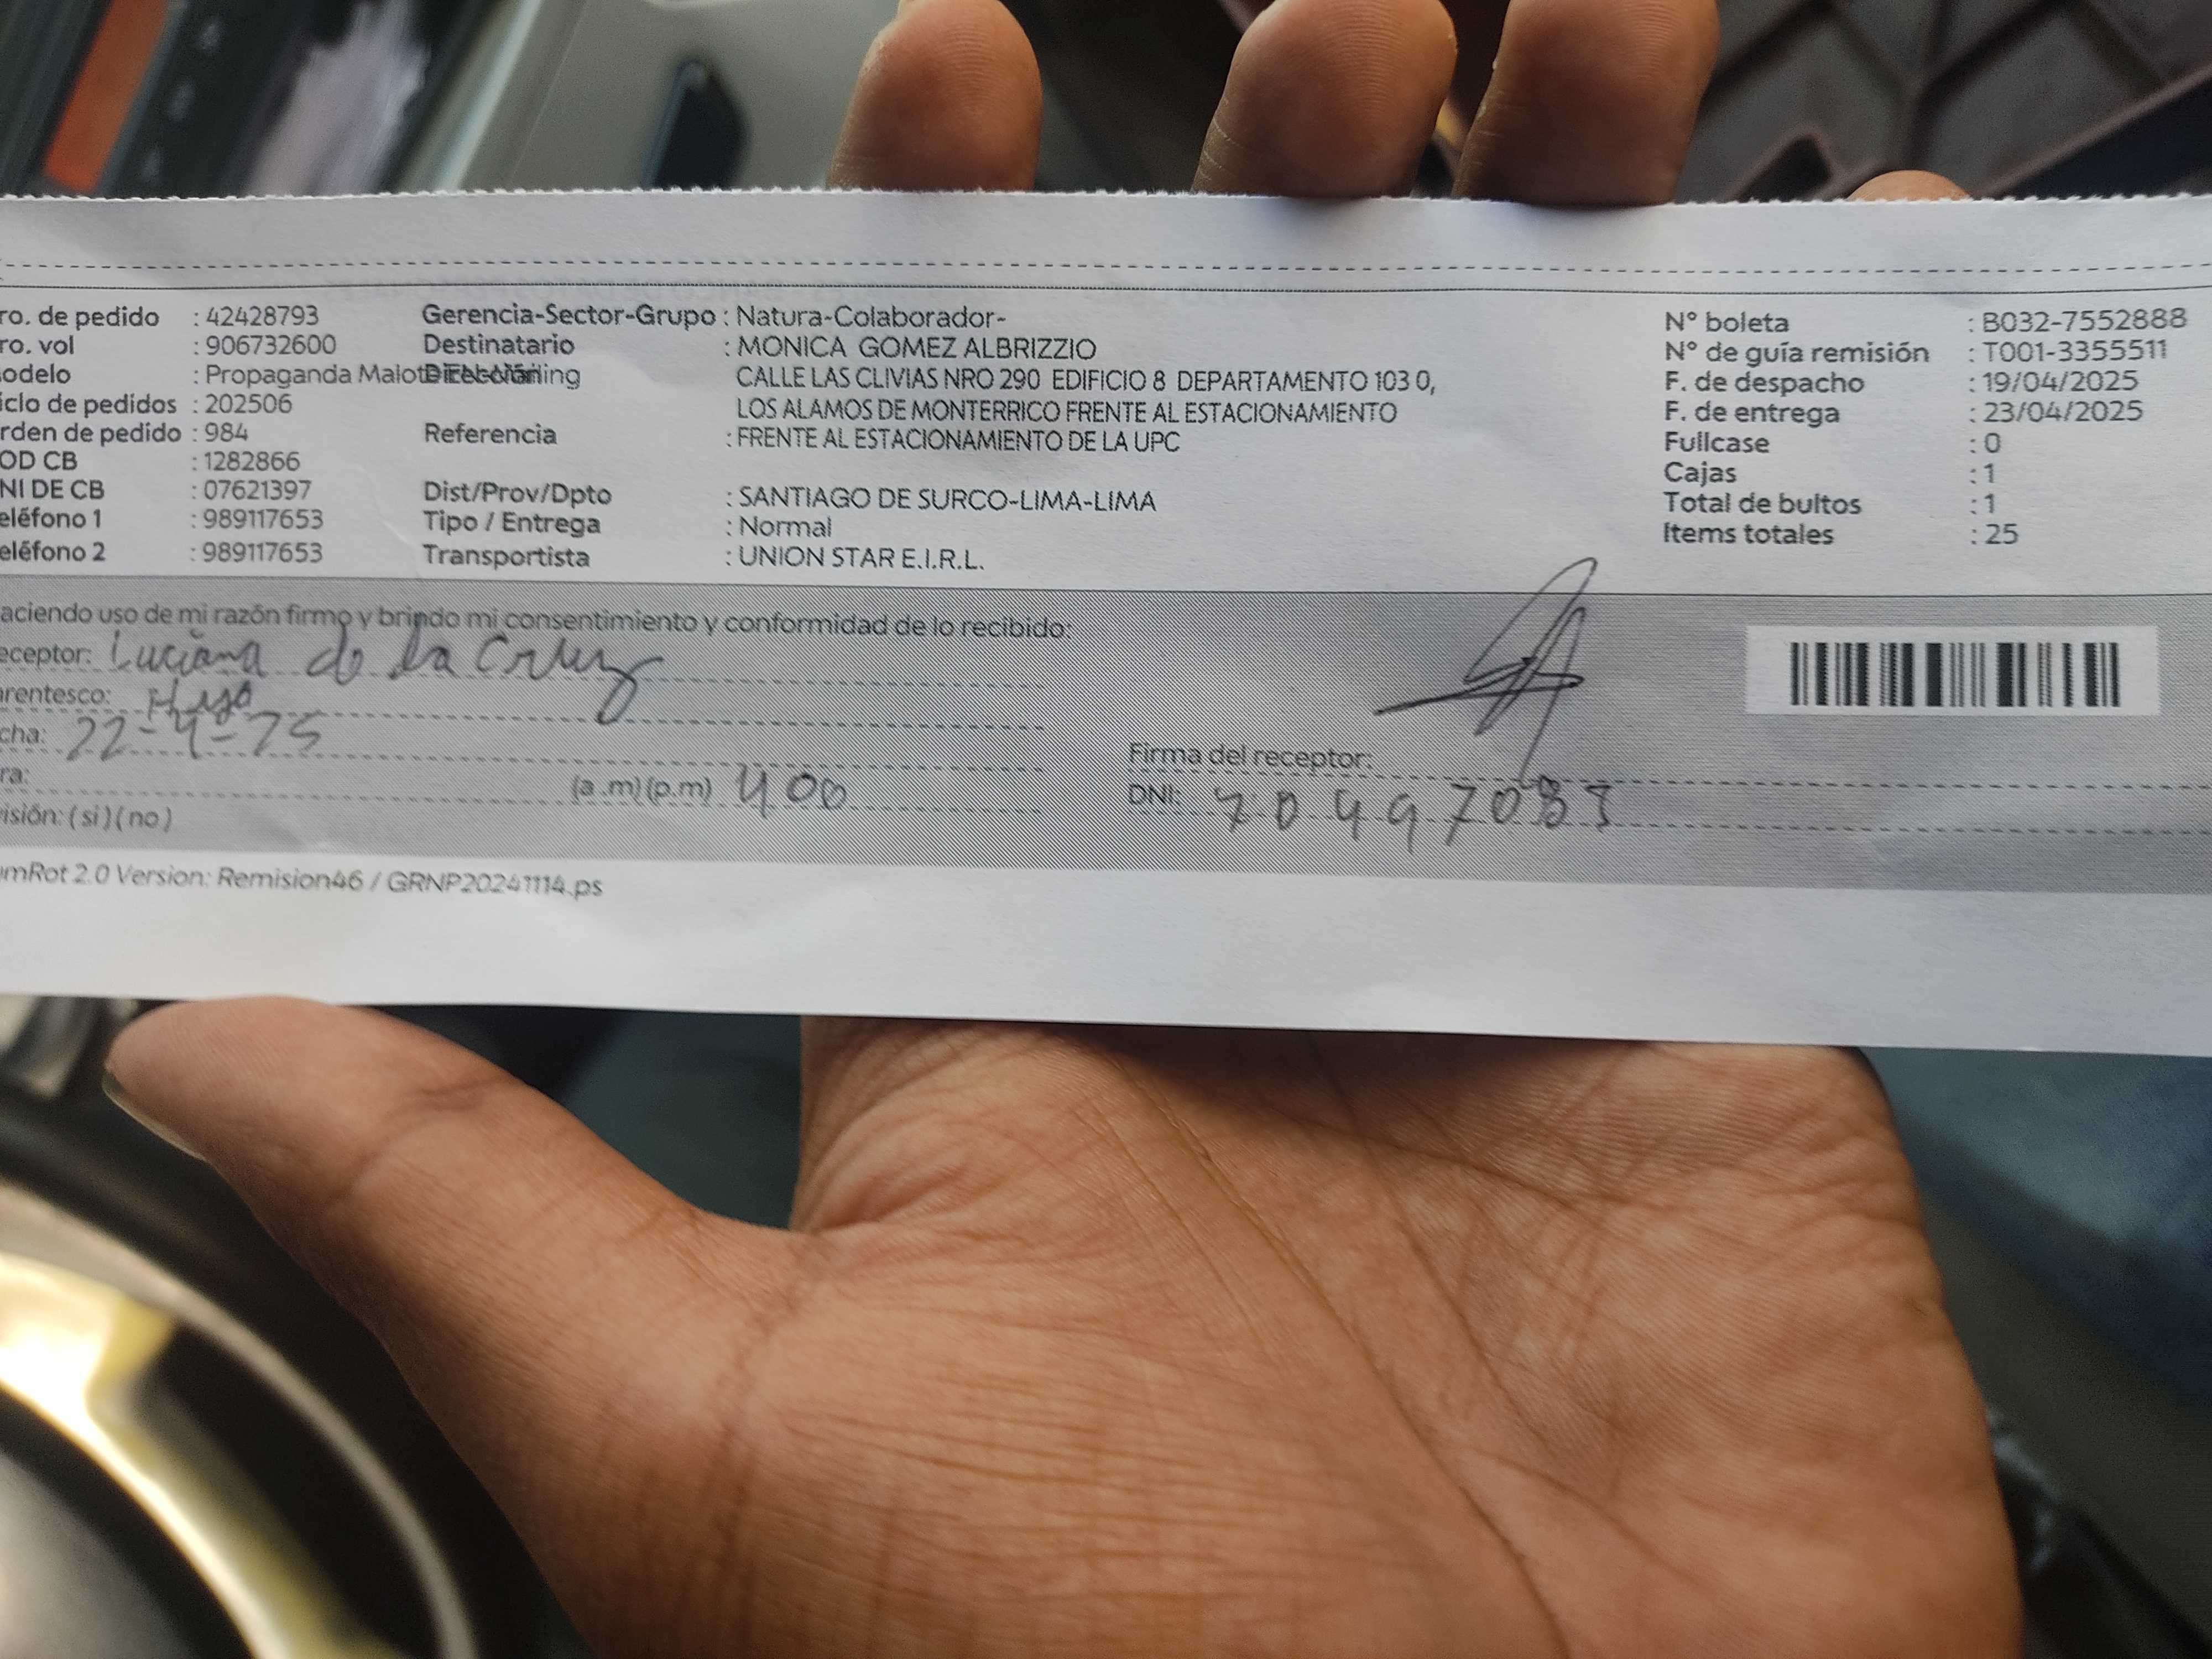 ro. de pedido : 42428793 Gerencia-Sector-Grupo : Natura-Colaborador- N° boleta : B032-7552888
ro. vol : 906732600 Destinatario : MONICA GOMEZ ALBRIZZIO N° de guía remisión : T001-3355511
odelo : Propaganda CALLE LAS CLIVIAS NRO 290 EDIFICIO 8 DEPARTAMENTO 103 0, F. de despacho : 19/04/2025
iclo de pedidos : 202506 LOS ALAMOS DE MONTERRICO FRENTE AL ESTACIONAMIENTO F. de entrega : 23/04/2025
rden de pedido : 984 Referencia : FRENTE AL ESTACIONAMIENTO DE LA UPC Fullcase : 0
OD CB : 1282866 Cajas : 1
NI DE CB : 07621397 Dist/Prov/Dpto : SANTIAGO DE SURCO-LIMA-LIMA Total de bultos : 1
eléfono 1 : 989117653 Tipo / Entrega : Normal Items totales : 25
eléfono 2 : 989117653 Transportista : UNION STAR E.I.R.L.
aciendo uso de mi razón firmo y brindo mi consentimiento y conformidad de lo recibido:
eceptor: Luciana de la Cruz
arentesco:
cha: 22-4-25
ra: (a .m) (p.m) 400 Firma del receptor:
isión: ( si ) ( no ) DNI:
mRot 2.0 Version: Remision46 / GRNP20241114.ps